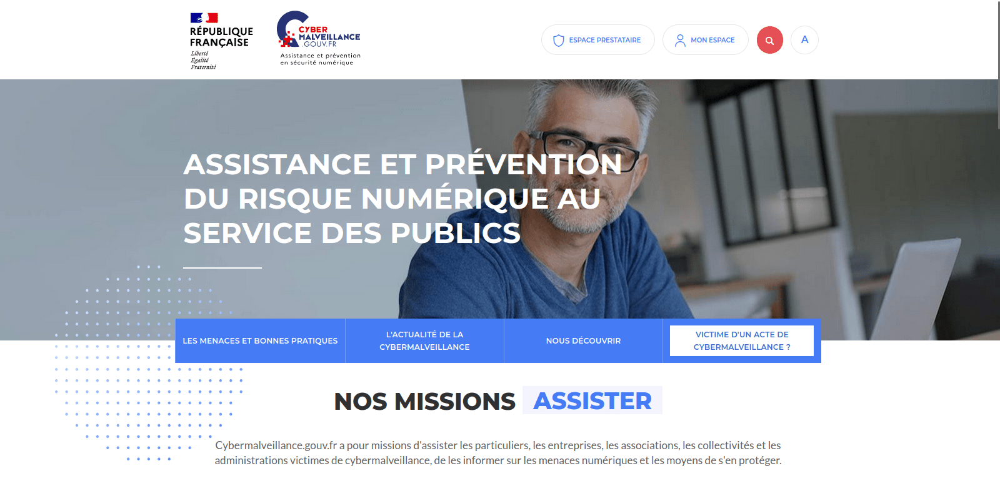 RÉPUBLIQUE
FRANÇAISE
Liberté
Égalité
Fraternité
CYBER
MALVEILLANCE
.GOUV.FR
Assistance et prévention
en sécurité numérique
ESPACE PRESTATAIRE
MON ESPACE
A
ASSISTANCE ET PRÉVENTION
DU RISQUE NUMÉRIQUE AU
SERVICE DES PUBLICS
LES MENACES ET BONNES PRATIQUES
L'ACTUALITÉ DE LA
CYBERMALVEILLANCE
NOUS DÉCOUVRIR
VICTIME D'UN ACTE DE
CYBERMALVEILLANCE ?
NOS MISSIONS ASSISTER
Cybermalveillance.gouv.fr a pour missions d'assister les particuliers, les entreprises, les associations, les collectivités et les
administrations victimes de cybermalveillance, de les informer sur les menaces numériques et les moyens de s'en protéger.